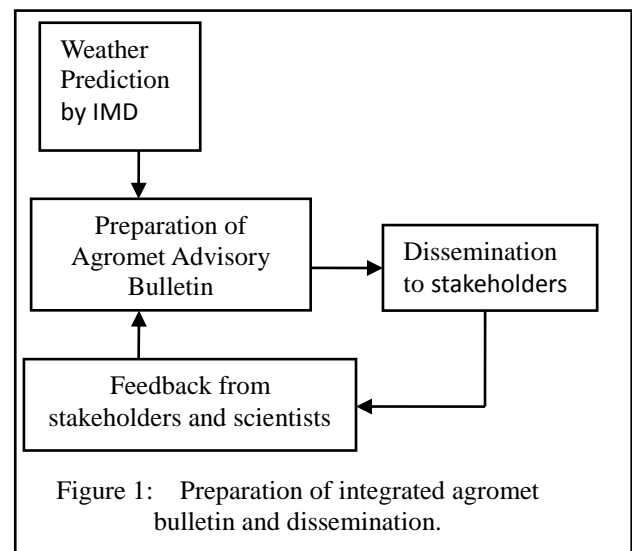 Weather
Prediction
by IMD
Preparation of
Agromet Advisory
Bulletin
Dissemination
to stakeholders
Feedback from
stakeholders and scientists
Figure 1: Preparation of integrated agromet
bulletin and dissemination.